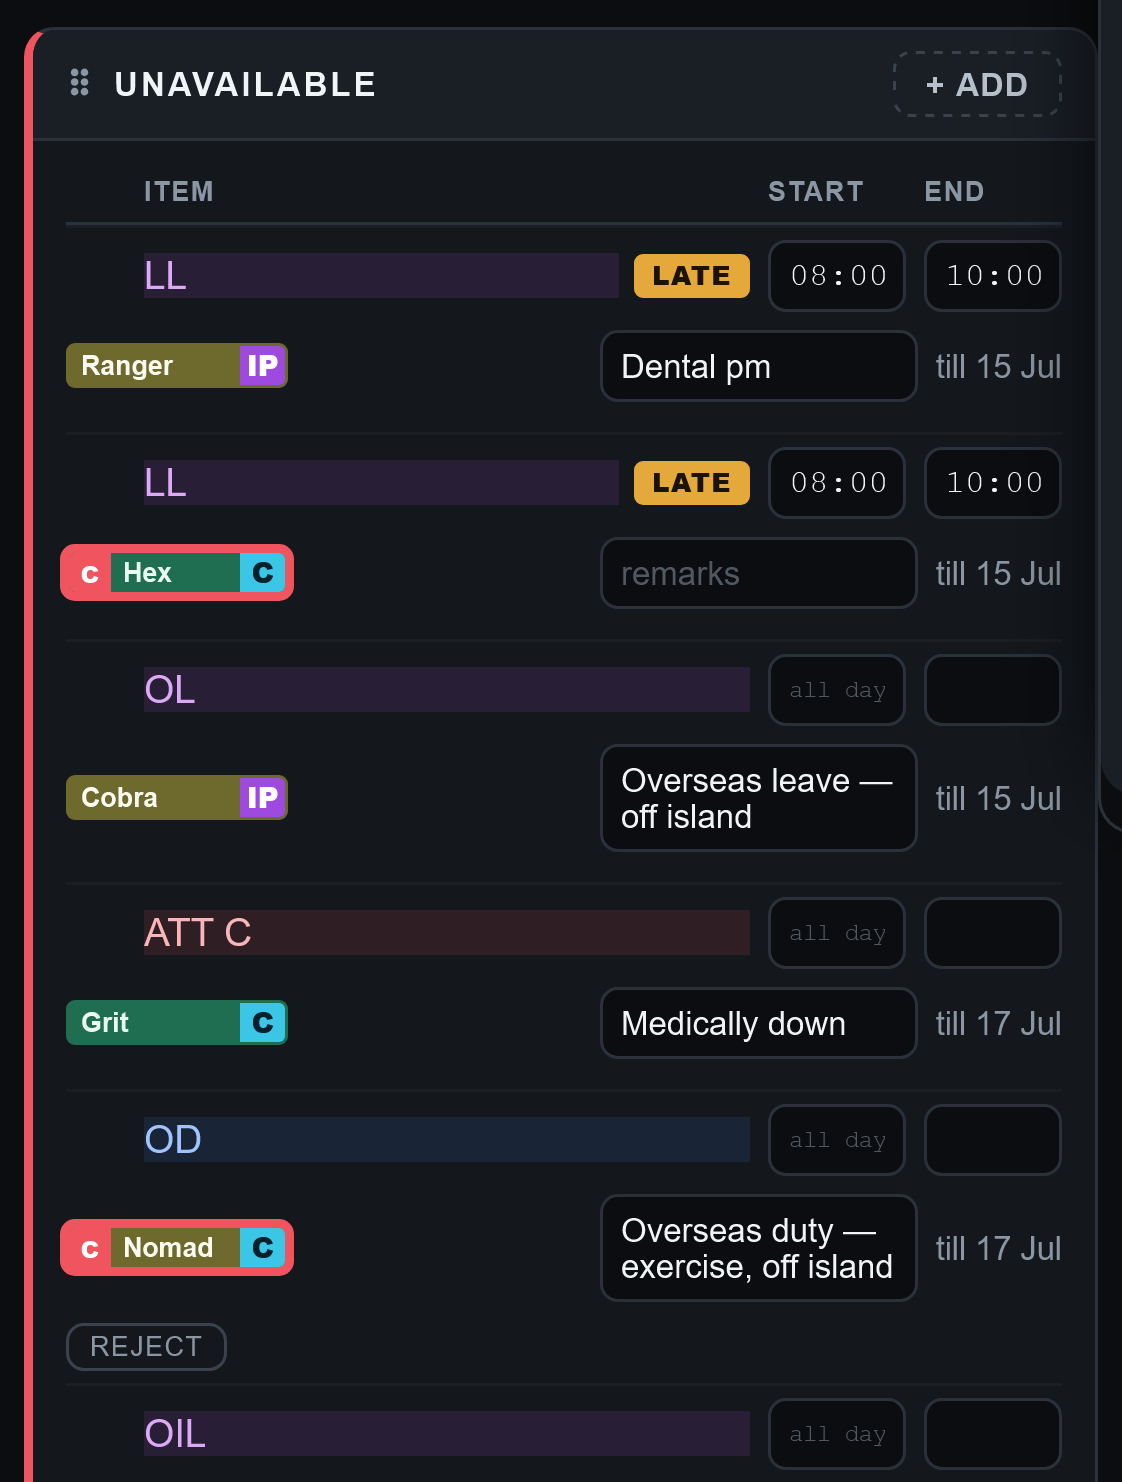 UNAVAILABLE
+ ADD
ITEM START END
LL LATE 08:00 10:00
Ranger IP Dental pm till 15 Jul
LL LATE 08:00 10:00
c Hex C remarks till 15 Jul
OL all day
Cobra IP Overseas leave —
off island till 15 Jul
ATT C all day
Grit C Medically down till 17 Jul
OD all day
c Nomad C Overseas duty —
exercise, off island till 17 Jul
REJECT
OIL all day